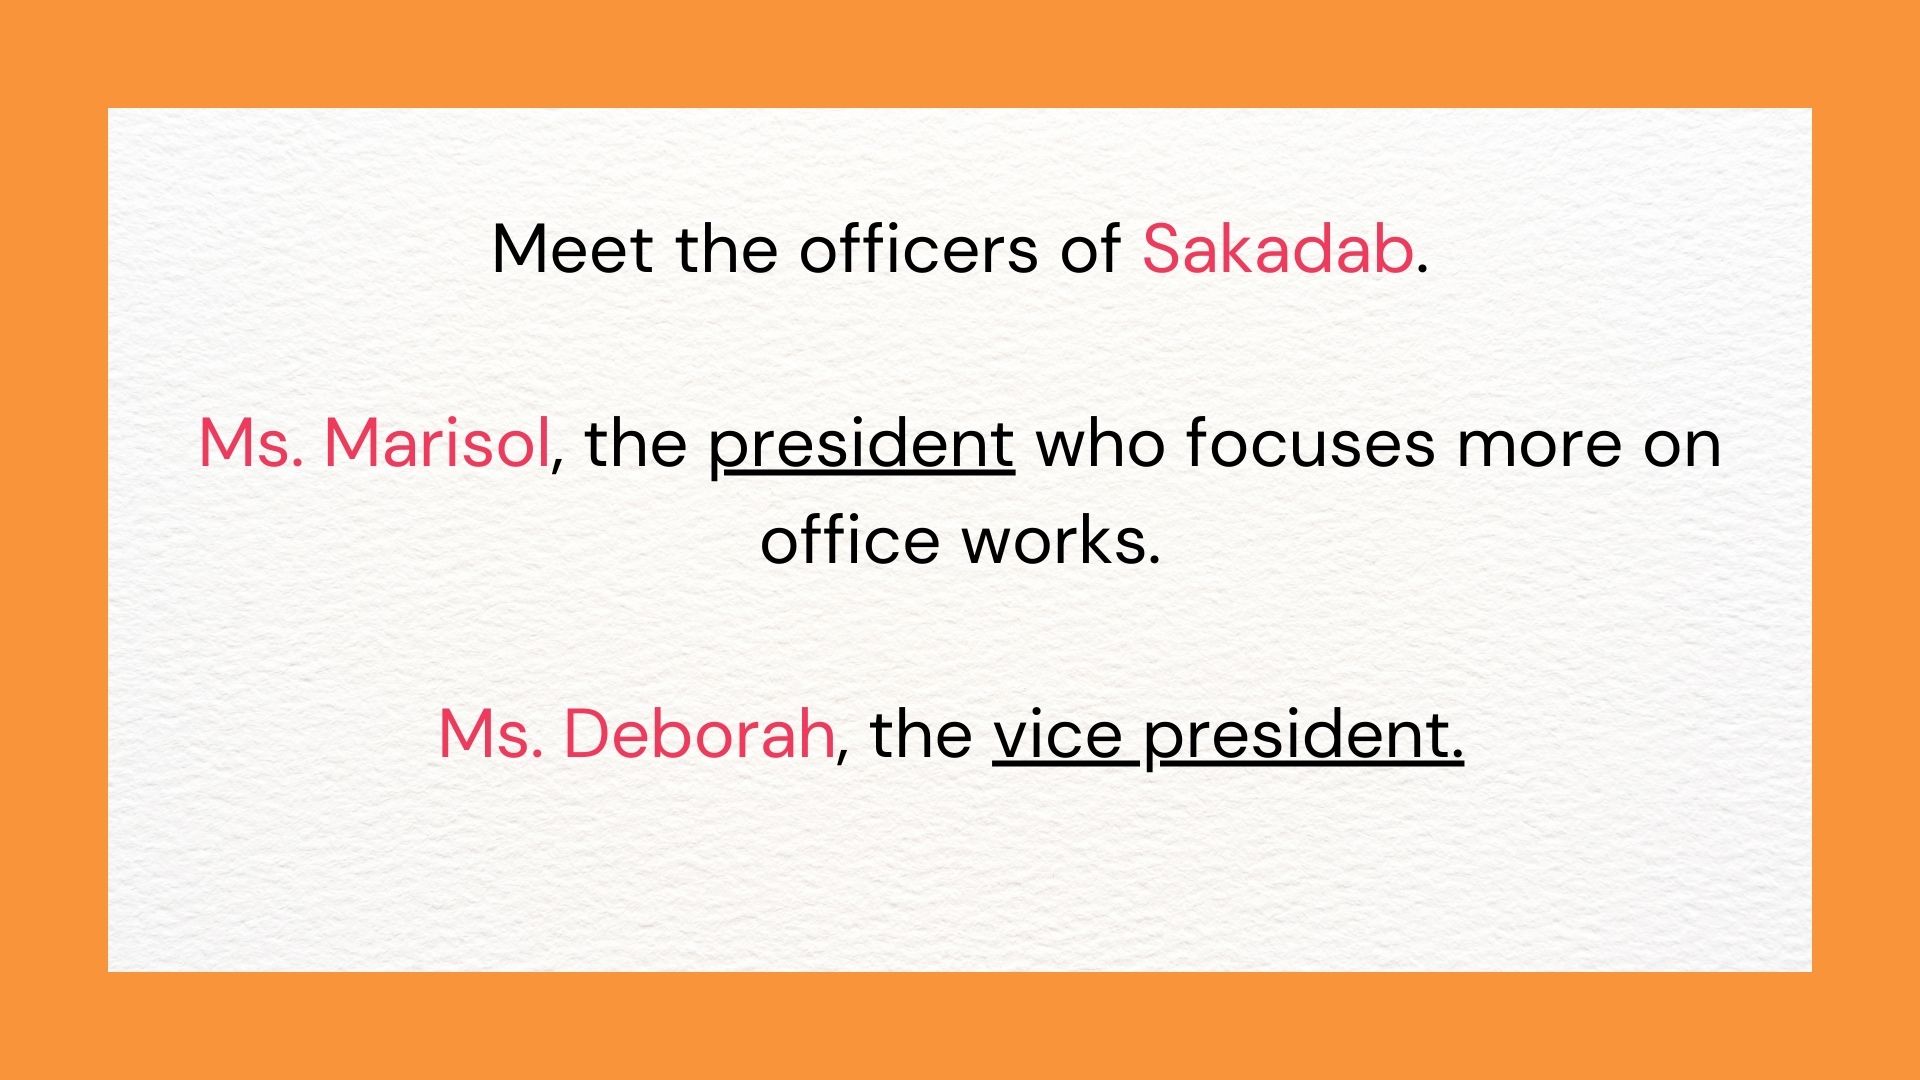 Meet the officers of Sakadab.
Ms. Marisol, the president who focuses more on
office works.
Ms. Deborah, the vice president.